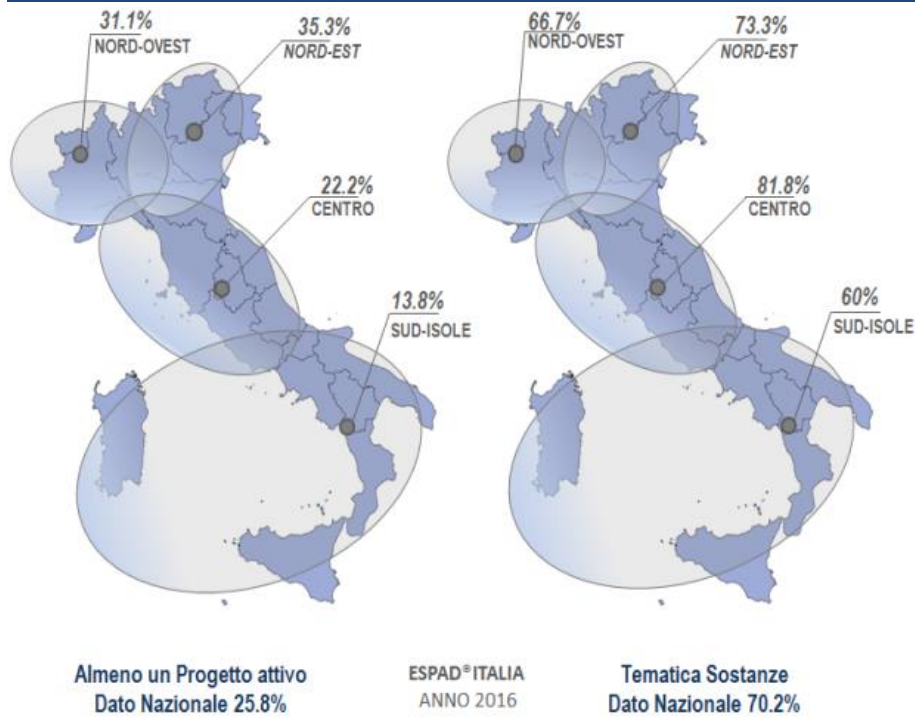 31.1%
NORD-OVEST
35.3%
NORD-EST
22.2%
CENTRO
13.8%
SUD-ISOLE
66.7%
NORD-OVEST
73.3%
NORD-EST
81.8%
CENTRO
60%
SUD-ISOLE
Almeno un Progetto attivo
Dato Nazionale 25.8%
ESPAD®ITALIA
ANNO 2016
Tematica Sostanze
Dato Nazionale 70.2%